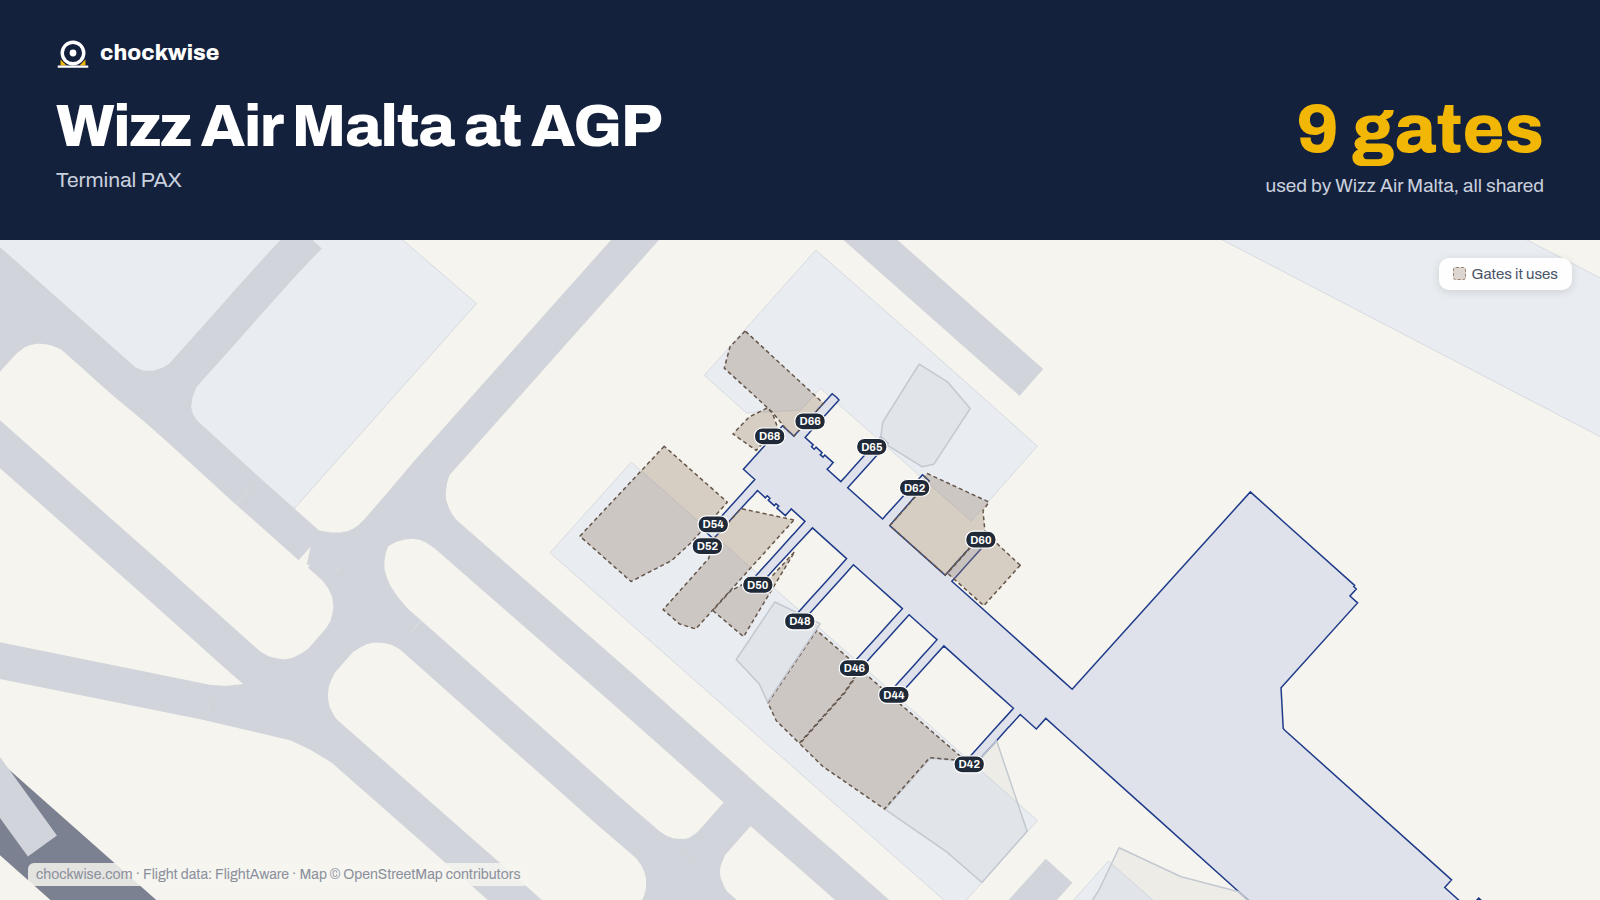 chockwise
Wizz Air Malta at AGP
Terminal PAX
9 gates
used by Wizz Air Malta, all shared
Gates it uses
D66
D68
D65
D62
D54
D60
D52
D50
D48
D46
D44
D42
chockwise.com · Flight data: FlightAware · Map © OpenStreetMap contributors